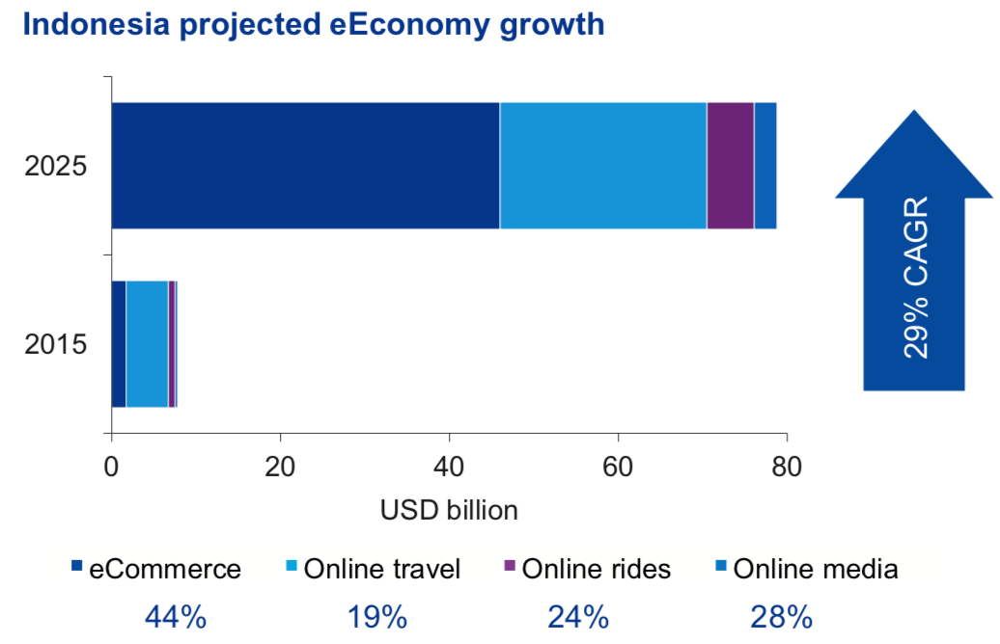 Indonesia projected eEconomy growth
2025
29% CAGR
2015
0 20 40 60 80
USD billion
eCommerce Online travel Online rides Online media
44% 19% 24% 28%